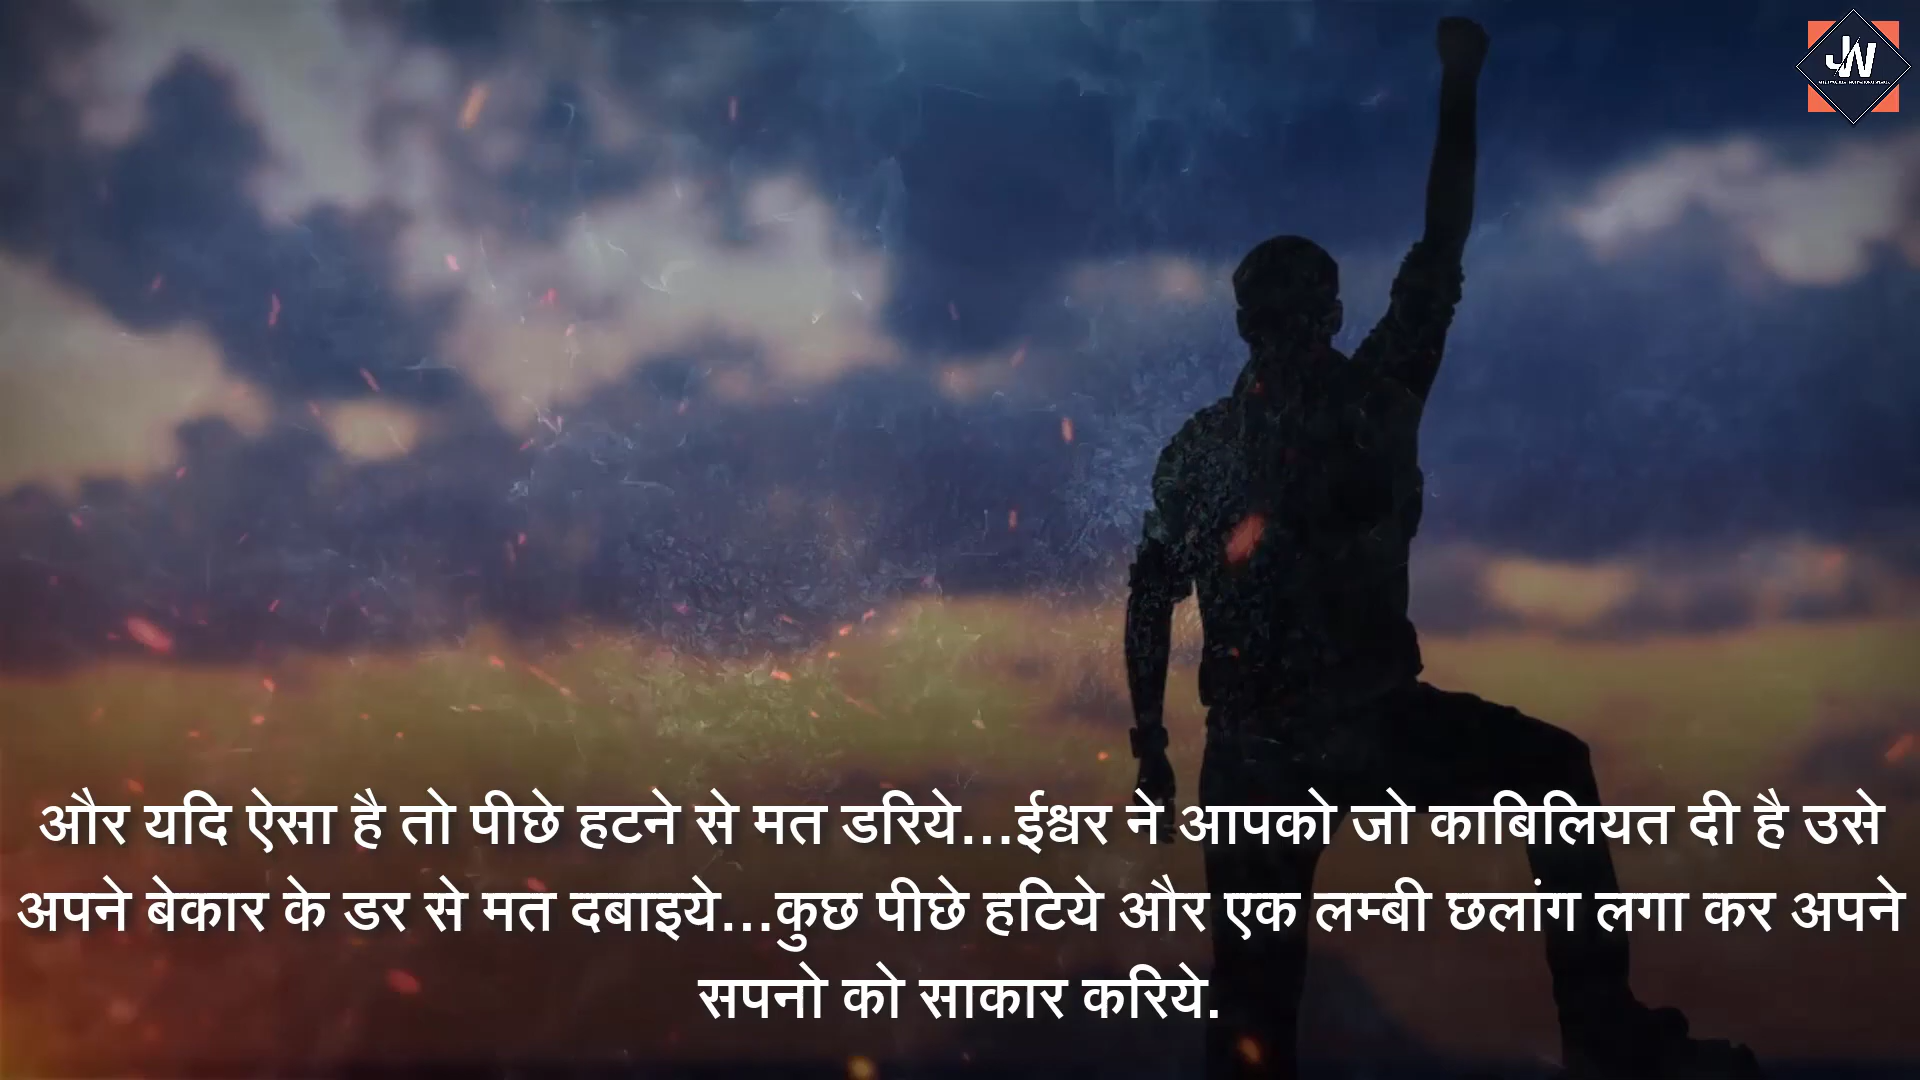 JW
और यदि ऐसा है तो पीछे हटने से मत डरिये...ईश्वर ने आपको जो काबिलियत दी है उसे
अपने बेकार के डर से मत दबाइये...कुछ पीछे हटिये और एक लम्बी छलांग लगा कर अपने
सपनो को साकार करिये.